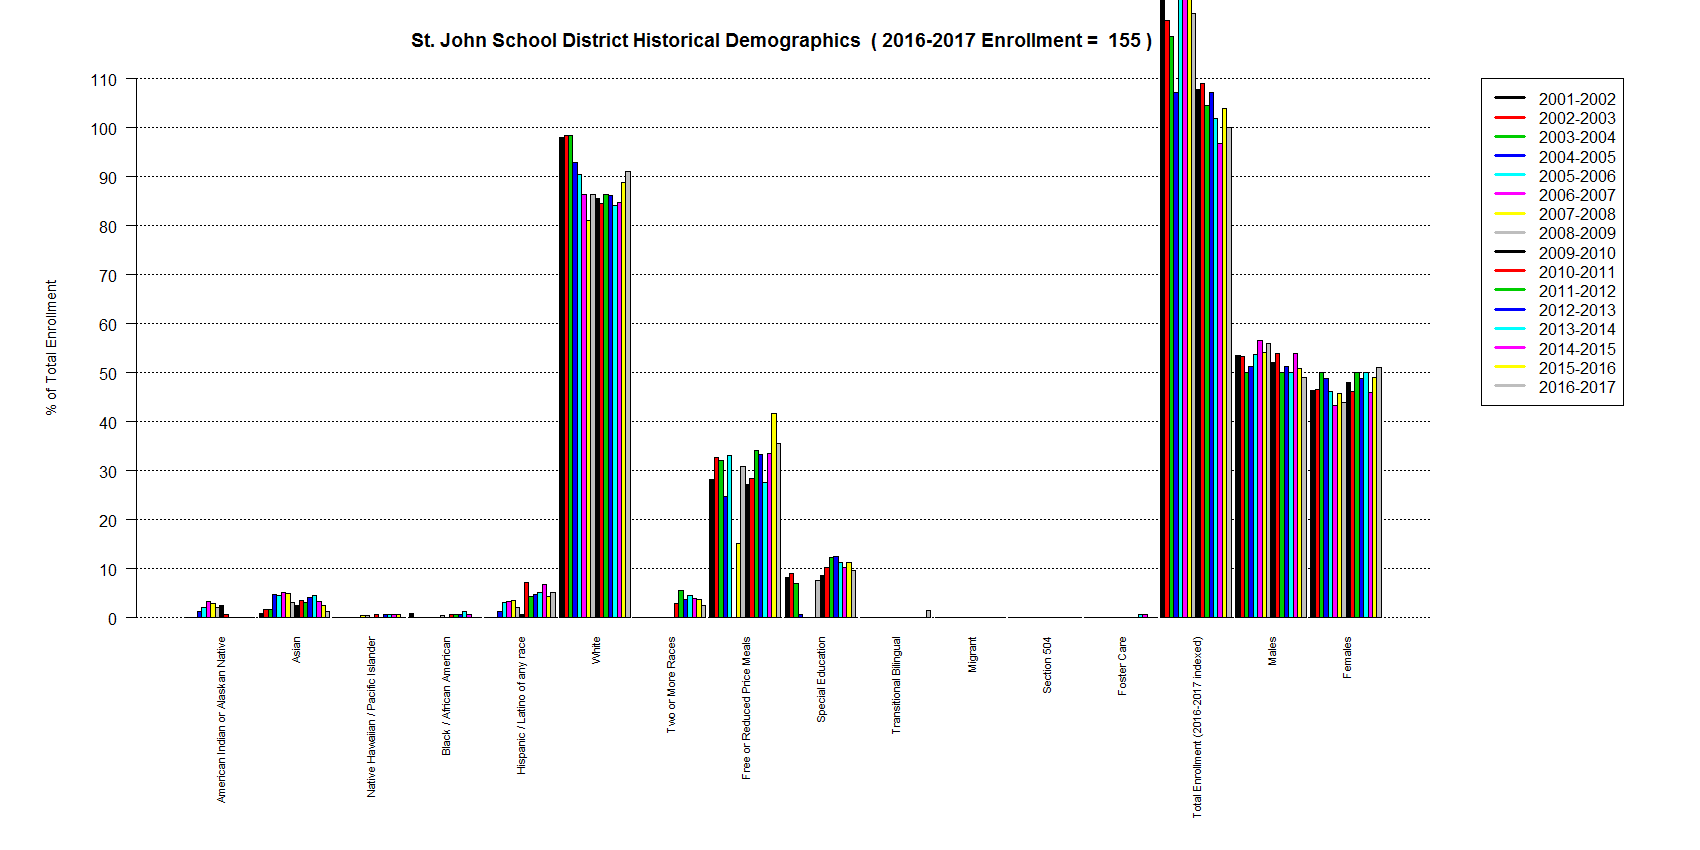 St. John School District Historical Demographics ( 2016-2017 Enrollment = 155 )
% of Total Enrollment
110
100
90
80
70
60
50
40
30
20
10
0
American Indian or Alaskan Native
Asian
Native Hawaiian / Pacific Islander
Black / African American
Hispanic / Latino of any race
White
Two or More Races
Free or Reduced Price Meals
Special Education
Transitional Bilingual
Migrant
Section 504
Foster Care
Total Enrollment (2016-2017 indexed)
Males
Females
2001-2002
2002-2003
2003-2004
2004-2005
2005-2006
2006-2007
2007-2008
2008-2009
2009-2010
2010-2011
2011-2012
2012-2013
2013-2014
2014-2015
2015-2016
2016-2017